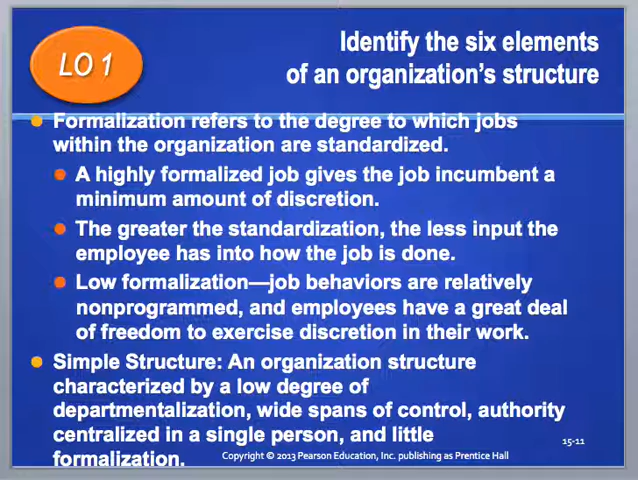 LO 1
Identify the six elements
of an organization's structure
Formalization refers to the degree to which jobs
within the organization are standardized.
A highly formalized job gives the job incumbent a
minimum amount of discretion.
The greater the standardization, the less input the
employee has into how the job is done.
Low formalization—job behaviors are relatively
nonprogrammed, and employees have a great deal
of freedom to exercise discretion in their work.
Simple Structure: An organization structure
characterized by a low degree of
departmentalization, wide spans of control, authority
centralized in a single person, and little
formalization.
15-11
Copyright © 2013 Pearson Education, Inc. publishing as Prentice Hall